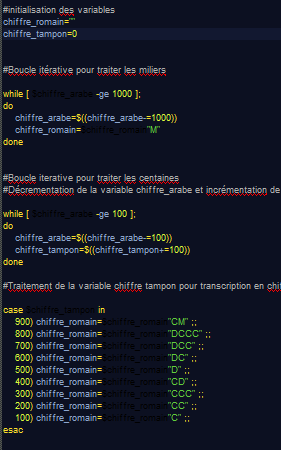 #initialisation des variables
chiffre_romain=""
chiffre_tampon=0
#Boucle itérative pour traiter les miliers
while [ $chiffre_arabe -ge 1000 ];
do
chiffre_arabe=$((chiffre_arabe-=1000))
chiffre_romain=$chiffre_romain"M"
done
#Boucle iterative pour traiter les centaines
#Décrementation de la variable chiffre_arabe et incrémentation de
while [ $chiffre_arabe -ge 100 ];
do
chiffre_arabe=$((chiffre_arabe-=100))
chiffre_tampon=$((chiffre_tampon+=100))
done
#Traitement de la variable chiffre tampon pour transcription en chif
case $chiffre_tampon in
900) chiffre_romain=$chiffre_romain"CM" ;;
800) chiffre_romain=$chiffre_romain"DCCC" ;;
700) chiffre_romain=$chiffre_romain"DCC" ;;
600) chiffre_romain=$chiffre_romain"DC" ;;
500) chiffre_romain=$chiffre_romain"D" ;;
400) chiffre_romain=$chiffre_romain"CD" ;;
300) chiffre_romain=$chiffre_romain"CCC" ;;
200) chiffre_romain=$chiffre_romain"CC" ;;
100) chiffre_romain=$chiffre_romain"C" ;;
esac